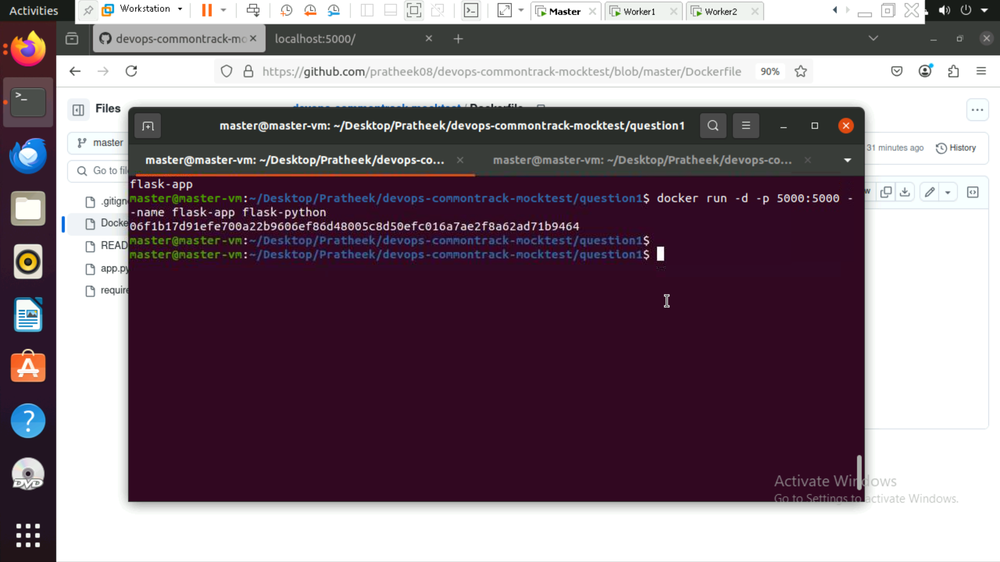 Activities
Workstation
Master
Worker1
Worker2
devops-commontrack-mo
localhost:5000/
https://github.com/pratheek08/devops-commontrack-mocktest/blob/master/Dockerfile
90%
Files
devops-commontrack-mocktest / Dockerfile
master@master-vm: ~/Desktop/Pratheek/devops-commontrack-mocktest/question1
master
31 minutes ago
History
master@master-vm: ~/Desktop/Pratheek/devops-co...
master@master-vm: ~/Desktop/Pratheek/devops-co...
Go to fil
flask-app
master@master-vm:~/Desktop/Pratheek/devops-commontrack-mocktest/question1$ docker run -d -p 5000:5000 -
-name flask-app flask-python
06f1b17d91efe700a22b9606ef86d48005c8d50efc016a7ae2f8a62ad71b9464
master@master-vm:~/Desktop/Pratheek/devops-commontrack-mocktest/question1$
master@master-vm:~/Desktop/Pratheek/devops-commontrack-mocktest/question1$
.gitign
Docke
READ
app.py
require
Activate Windows
Go to Settings to activate Windows.